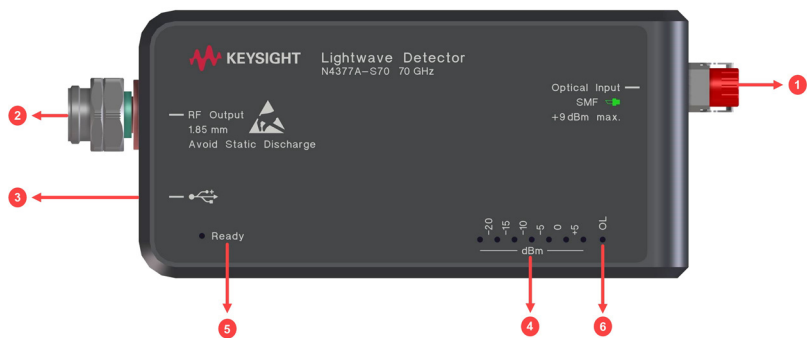 KEYSIGHT
Lightwave Detector
N4377A-S70 70 GHz
Optical Input
SMF
+9 dBm max.
RF Output
1.85 mm
Avoid Static Discharge
Ready
-20
-15
-10
-5
0
+5
OL
dBm
1
2
3
4
5
6